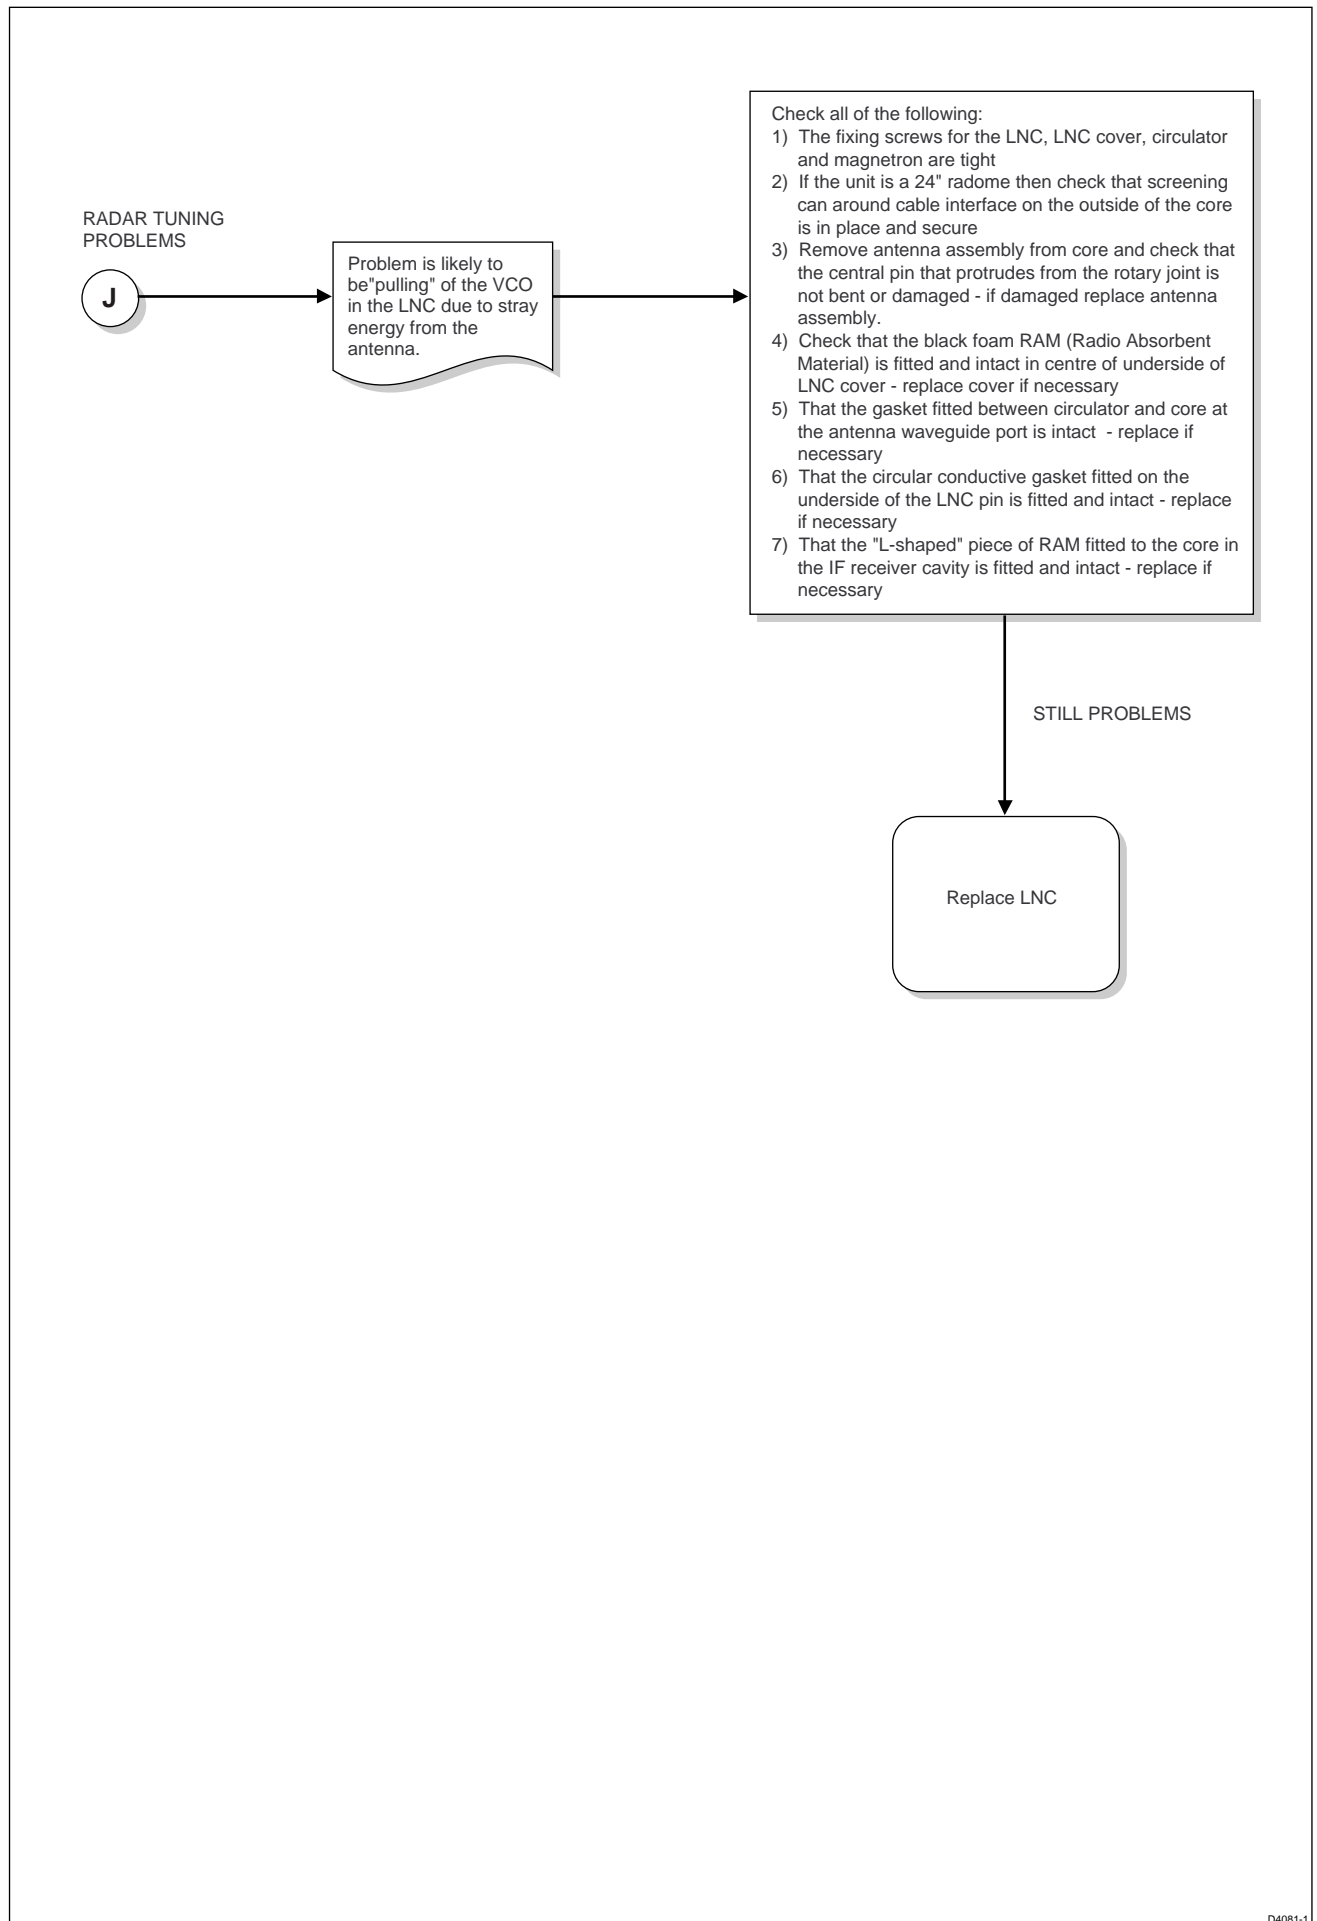 RADAR TUNING
PROBLEMS
J
Problem is likely to
be"pulling" of the VCO
in the LNC due to stray
energy from the
antenna.
Check all of the following:
1) The fixing screws for the LNC, LNC cover, circulator
and magnetron are tight
2) If the unit is a 24" radome then check that screening
can around cable interface on the outside of the core
is in place and secure
3) Remove antenna assembly from core and check that
the central pin that protrudes from the rotary joint is
not bent or damaged - if damaged replace antenna
assembly.
4) Check that the black foam RAM (Radio Absorbent
Material) is fitted and intact in centre of underside of
LNC cover - replace cover if necessary
5) That the gasket fitted between circulator and core at
the antenna waveguide port is intact - replace if
necessary
6) That the circular conductive gasket fitted on the
underside of the LNC pin is fitted and intact - replace
if necessary
7) That the "L-shaped" piece of RAM fitted to the core in
the IF receiver cavity is fitted and intact - replace if
necessary
STILL PROBLEMS
Replace LNC
D4081-1